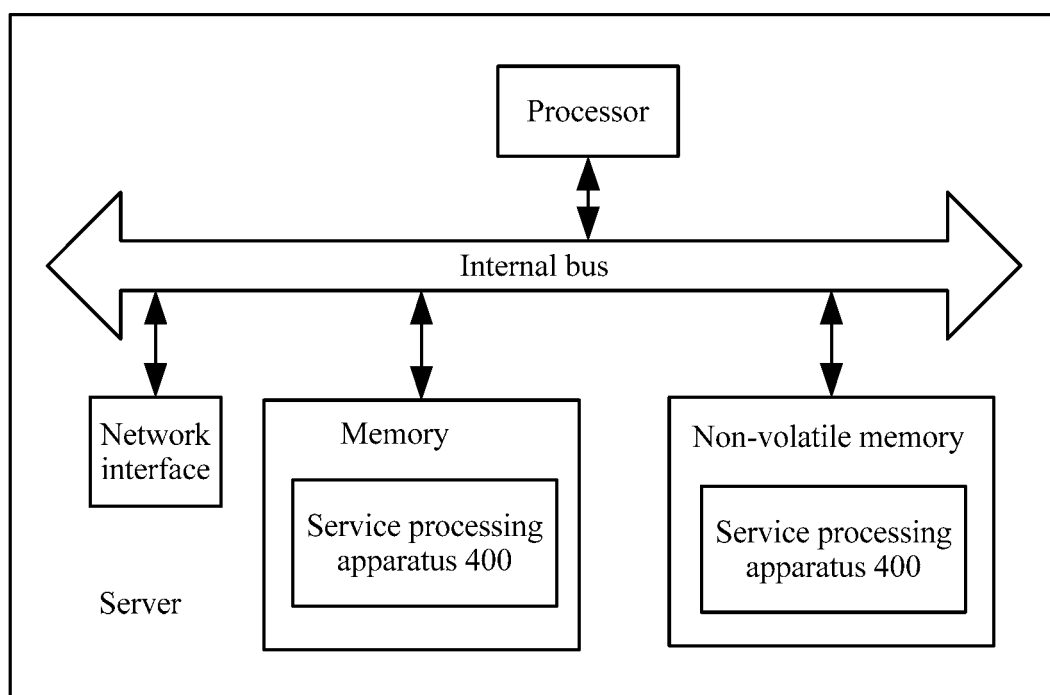 Processor
Internal bus
Network
interface
Memory
Service processing
apparatus 400
Non-volatile memory
Service processing
apparatus 400
Server